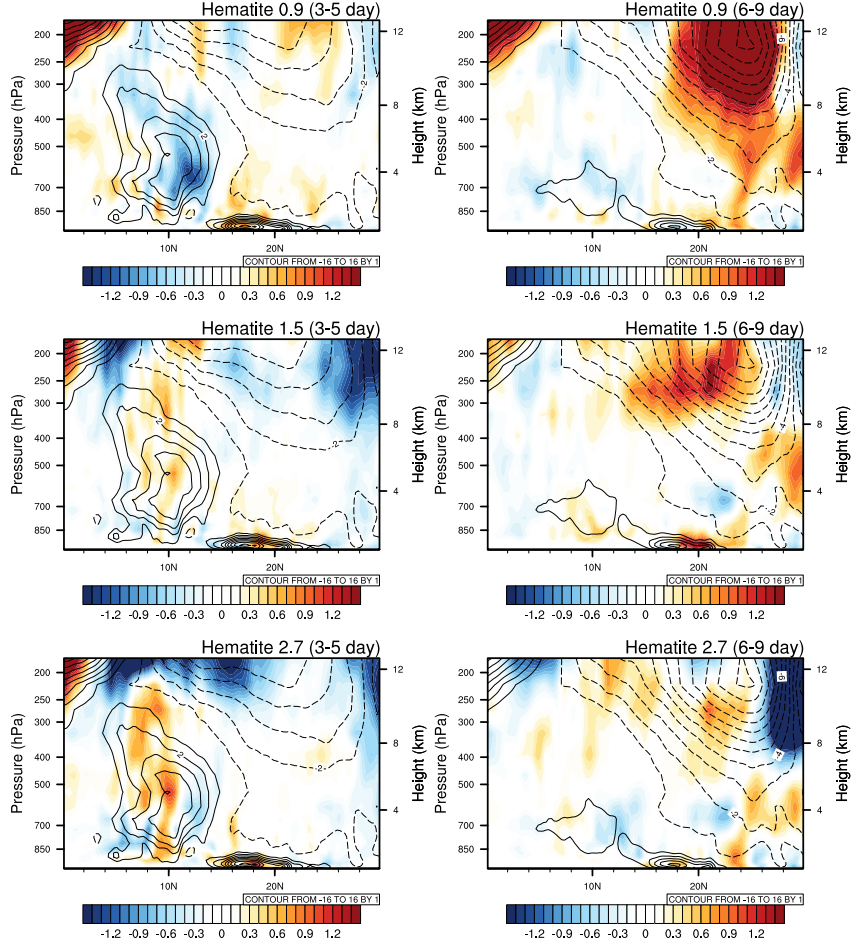 Hematite 0.9 (3-5 day)
Hematite 0.9 (6-9 day)
Pressure (hPa)
200
250
300
400
500
700
850
12
8
4
Height (km)
-2
-2
10N
20N
CONTOUR FROM -16 TO 16 BY 1
-1.2 -0.9 -0.6 -0.3 0 0.3 0.6 0.9 1.2
Pressure (hPa)
200
250
300
400
500
700
850
12
8
4
Height (km)
-6
-4
-2
10N
20N
CONTOUR FROM -16 TO 16 BY 1
-1.2 -0.9 -0.6 -0.3 0 0.3 0.6 0.9 1.2
Hematite 1.5 (3-5 day)
Hematite 1.5 (6-9 day)
Pressure (hPa)
200
250
300
400
500
700
850
12
8
4
Height (km)
2
-2
10N
20N
CONTOUR FROM -16 TO 16 BY 1
-1.2 -0.9 -0.6 -0.3 0 0.3 0.6 0.9 1.2
Pressure (hPa)
200
250
300
400
500
700
850
12
8
4
Height (km)
-4
-2
10N
20N
CONTOUR FROM -16 TO 16 BY 1
-1.2 -0.9 -0.6 -0.3 0 0.3 0.6 0.9 1.2
Hematite 2.7 (3-5 day)
Hematite 2.7 (6-9 day)
Pressure (hPa)
200
250
300
400
500
700
850
12
8
4
Height (km)
2
-2
10N
20N
CONTOUR FROM -16 TO 16 BY 1
-1.2 -0.9 -0.6 -0.3 0 0.3 0.6 0.9 1.2
Pressure (hPa)
200
250
300
400
500
700
850
12
8
4
Height (km)
-6
-4
-2
10N
20N
CONTOUR FROM -16 TO 16 BY 1
-1.2 -0.9 -0.6 -0.3 0 0.3 0.6 0.9 1.2